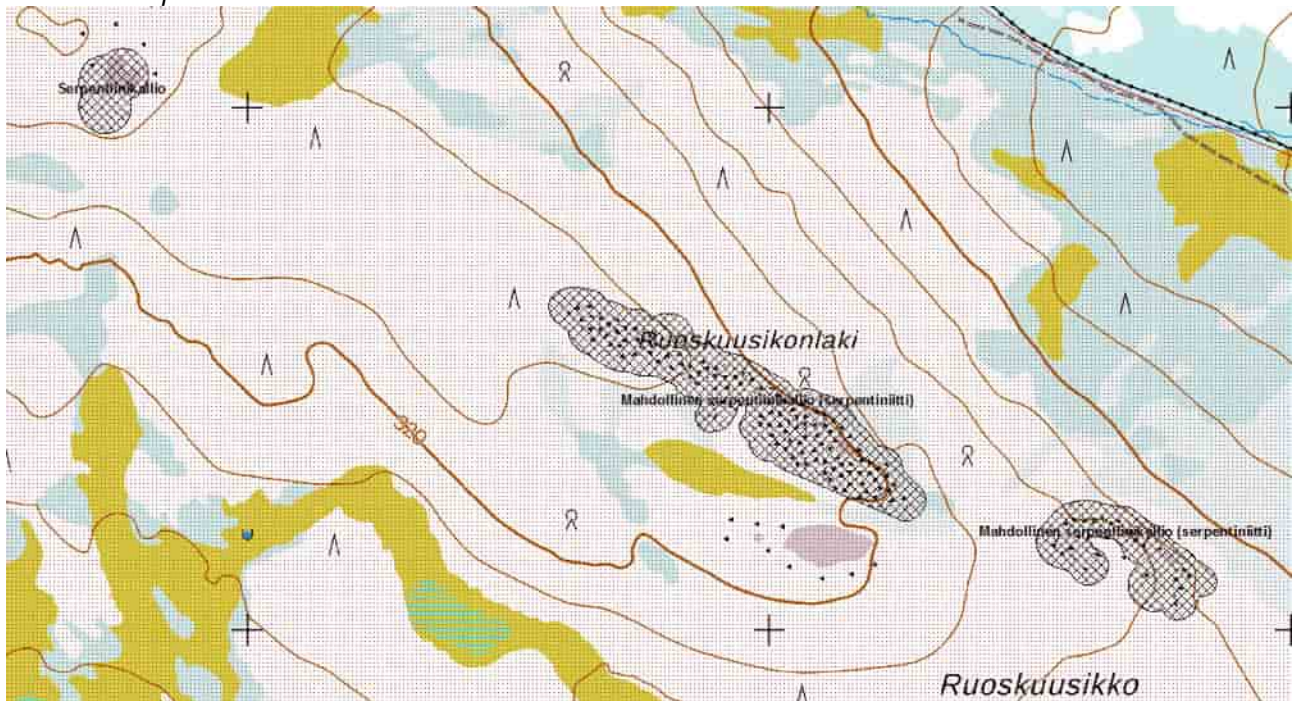 Serpentiinikallio
Ruoskuusikonlaki
Mahdollinen serpentiinikallio (serpentiniitti)
320
Mahdollinen serpentiinikallio (serpentiniitti)
Ruoskuusikko